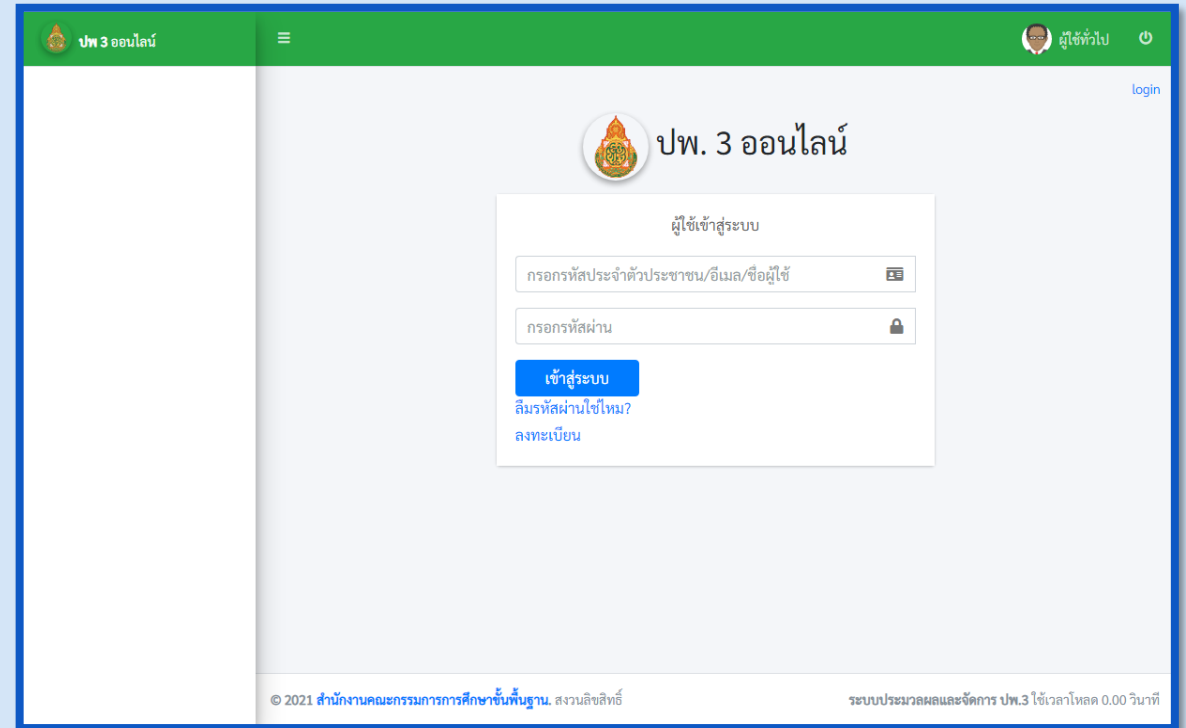 ปพ 3 ออนไลน์
ผู้ใช้ทั่วไป
login
ปพ. 3 ออนไลน์
ผู้ใช้เข้าสู่ระบบ
กรอกรหัสประจำตัวประชาชน/อีเมล/ชื่อผู้ใช้
กรอกรหัสผ่าน
เข้าสู่ระบบ
ลืมรหัสผ่านใช่ไหม?
ลงทะเบียน
© 2021 สำนักงานคณะกรรมการการศึกษาขั้นพื้นฐาน. สงวนลิขสิทธิ์
ระบบประมวลผลและจัดการ ปพ.3 ใช้เวลาโหลด 0.00 วินาที